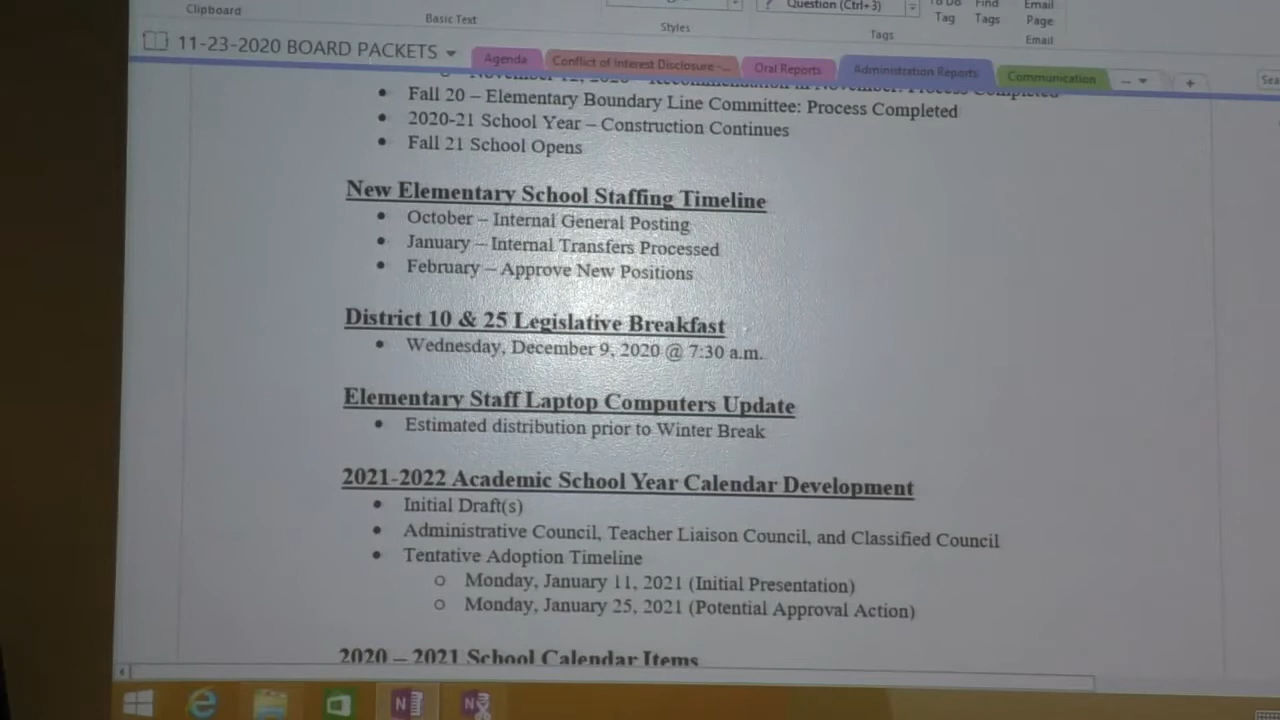 Clipboard
Basic Text
Styles
Question (Ctrl+3)
Tags
To Do
Tag
Find
Tags
Email
Page
Email
11-23-2020 BOARD PACKETS
Agenda
Conflict of Interest Disclosure -...
Oral Reports
Administration Reports
Communication
+
Sea
Fall 20 – Elementary Boundary Line Committee: Process Completed
2020-21 School Year – Construction Continues
Fall 21 School Opens
New Elementary School Staffing Timeline
October – Internal General Posting
January – Internal Transfers Processed
February – Approve New Positions
District 10 & 25 Legislative Breakfast
Wednesday, December 9, 2020 @ 7:30 a.m.
Elementary Staff Laptop Computers Update
Estimated distribution prior to Winter Break
2021-2022 Academic School Year Calendar Development
Initial Draft(s)
Administrative Council, Teacher Liaison Council, and Classified Council
Tentative Adoption Timeline
Monday, January 11, 2021 (Initial Presentation)
Monday, January 25, 2021 (Potential Approval Action)
2020 – 2021 School Calendar Items